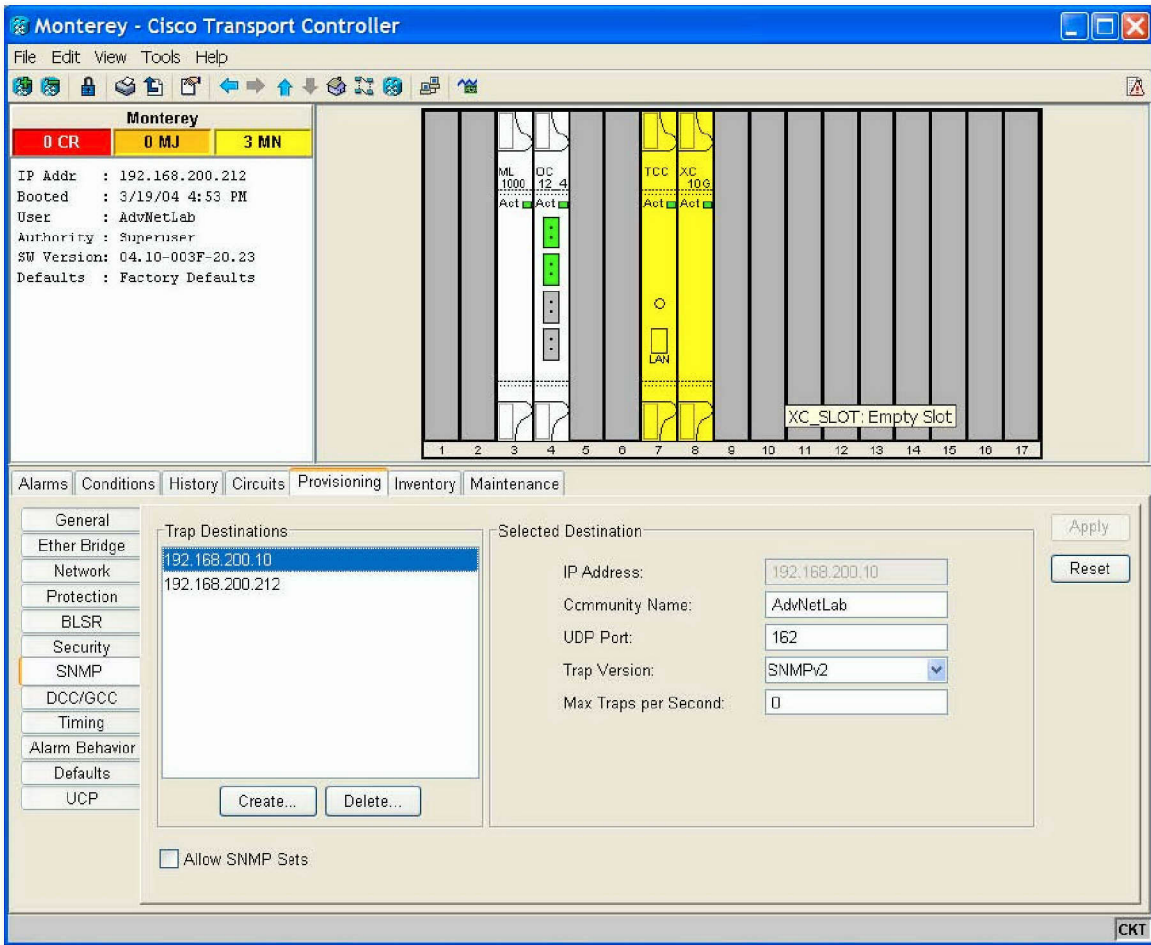 Monterey - Cisco Transport Controller
File Edit View Tools Help
Monterey
0 CR 0 MJ 3 MN
IP Addr : 192.168.200.212
Booted : 3/19/04 4:53 PM
User : AdvNetLab
Authority : Superuser
SW Version: 04.10-003F-20.23
Defaults : Factory Defaults
ML 1000 OC 12_4 TCC XC 10G
Act Act Act Act
LAN
XC_SLOT: Empty Slot
1 2 3 4 5 6 7 8 9 10 11 12 13 14 15 16 17
Alarms Conditions History Circuits Provisioning Inventory Maintenance
General
Ether Bridge
Network
Protection
BLSR
Security
SNMP
DCC/GCC
Timing
Alarm Behavior
Defaults
UCP
Trap Destinations
192.168.200.10
192.168.200.212
Create... Delete...
Allow SNMP Sets
Selected Destination
IP Address: 192.168.200.10
Community Name: AdvNetLab
UDP Port: 162
Trap Version: SNMPv2
Max Traps per Second: 0
Apply
Reset
CKT